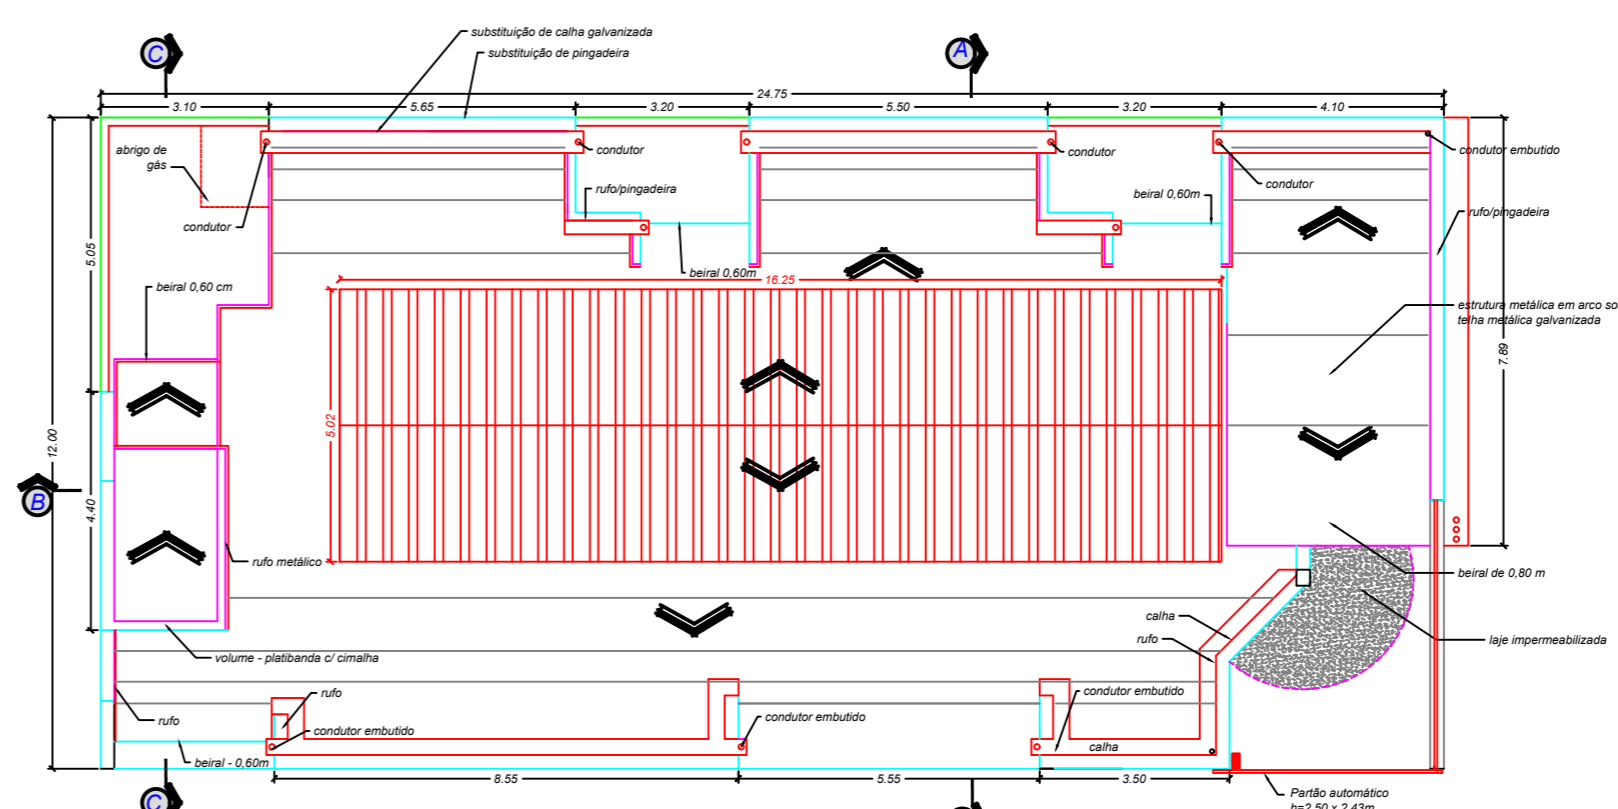 substituição de calha galvanizada
substituição de pingadeira
C
A
24.75
3.10
5.65
3.20
5.50
3.20
4.10
abrigo de
gás
condutor
condutor
condutor embutido
condutor
rufo/pingadeira
beiral 0,60m
condutor
rufo/pingadeira
5.05
beiral 0,60m
16.25
beiral 0,60 cm
estrutura metálica em arco so
telha metálica galvanizada
7.89
5.02
12.00
B
4.40
rufo metálico
beiral de 0,80 m
calha
rufo
laje impermeabilizada
volume - platibanda c/ cimalha
rufo
condutor embutido
rufo
condutor embutido
condutor embutido
calha
beiral - 0,60m
8.55
5.55
3.50
Partão automático
h=2.50 x 2.43m
C